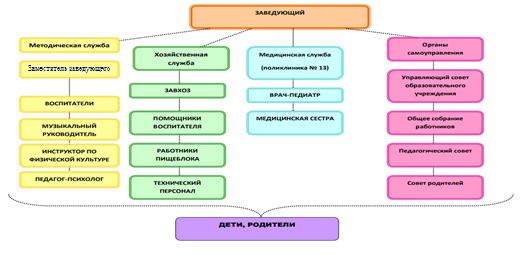 ЗАВЕДУЮЩИЙ
Методическая служба
Заместитель заведующего
ВОСПИТАТЕЛИ
МУЗЫКАЛЬНЫЙ
РУКОВОДИТЕЛЬ
ИНСТРУКТОР ПО
ФИЗИЧЕСКОЙ КУЛЬТУРЕ
ПЕДАГОГ-ПСИХОЛОГ
Хозяйственная
служба
ЗАВХОЗ
ПОМОЩНИКИ
ВОСПИТАТЕЛЯ
РАБОТНИКИ
ПИЩЕБЛОКА
ТЕХНИЧЕСКИЙ
ПЕРСОНАЛ
Медицинская служба
(поликлиника № 13)
ВРАЧ-ПЕДИАТР
МЕДИЦИНСКАЯ СЕСТРА
Органы
самоуправления
Управляющий совет
образовательного
учреждения
Общее собрание
работников
Педагогический совет
Совет родителей
ДЕТИ, РОДИТЕЛИ